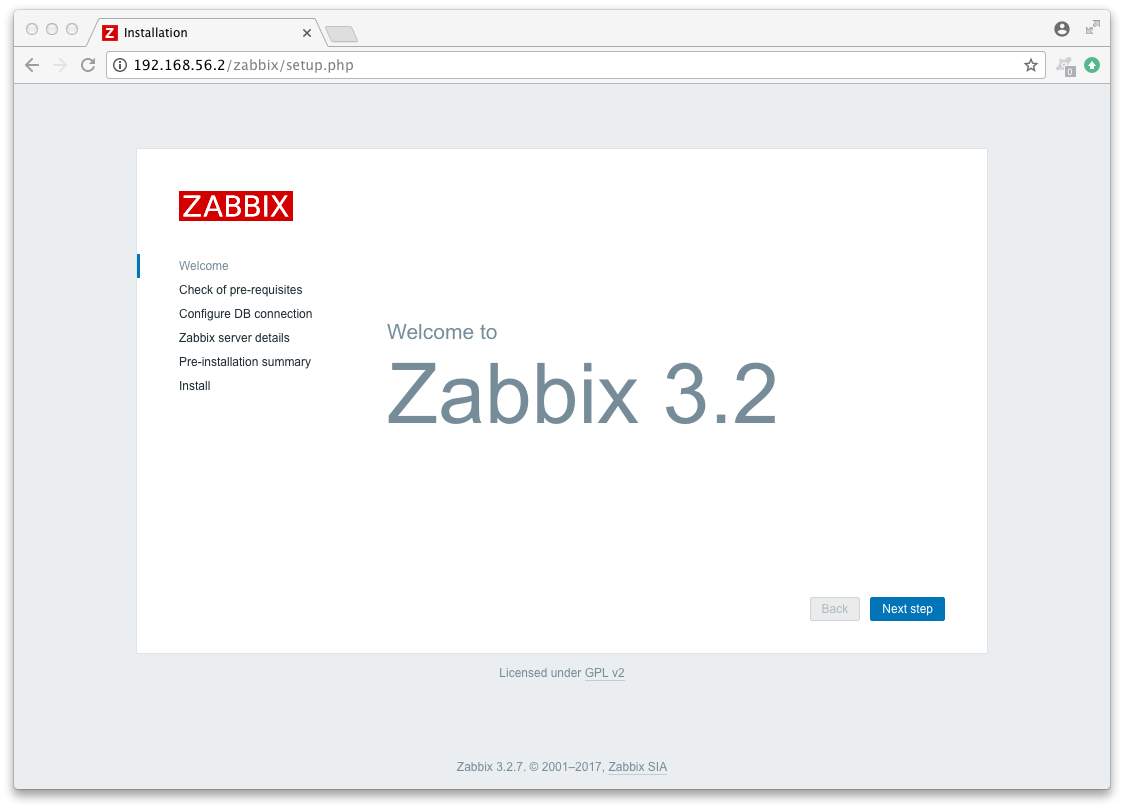 Z Installation
192.168.56.2/zabbix/setup.php
0
ZABBIX
Welcome
Check of pre-requisites
Configure DB connection
Zabbix server details
Pre-installation summary
Install
Welcome to
Zabbix 3.2
Back Next step
Licensed under GPL v2
Zabbix 3.2.7. © 2001–2017, Zabbix SIA